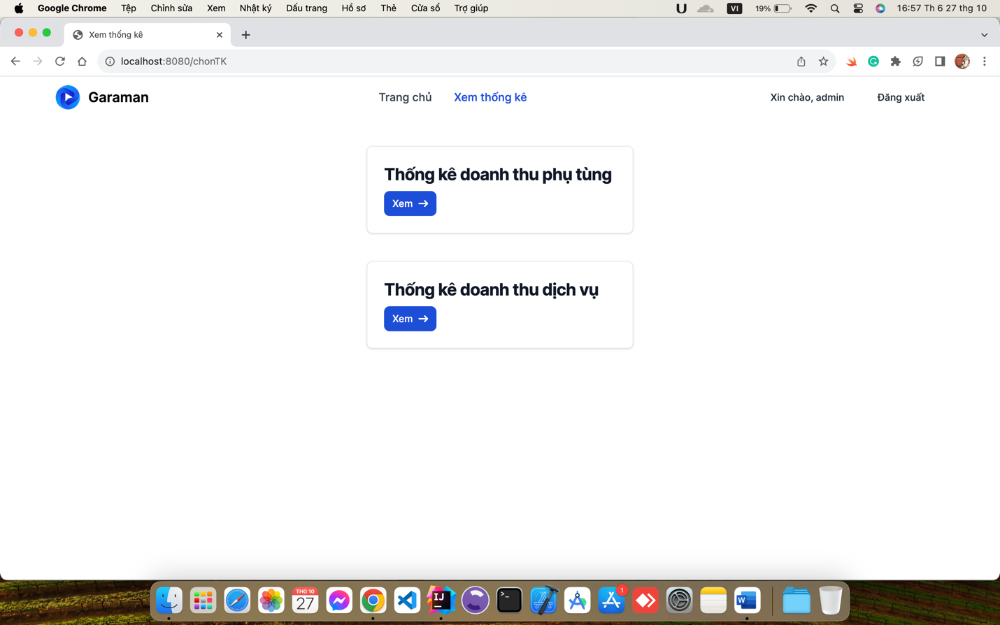 Google Chrome Tệp Chỉnh sửa Xem Nhật ký Dấu trang Hồ sơ Thẻ Cửa sổ Trợ giúp U VI 19% 16:57 Th 6 27 thg 10
Xem thống kê
localhost:8080/chonTK
Garaman Trang chủ Xem thống kê Xin chào, admin Đăng xuất
Thống kê doanh thu phụ tùng
Xem →
Thống kê doanh thu dịch vụ
Xem →
THG 10
27
IJ
>_
1
W